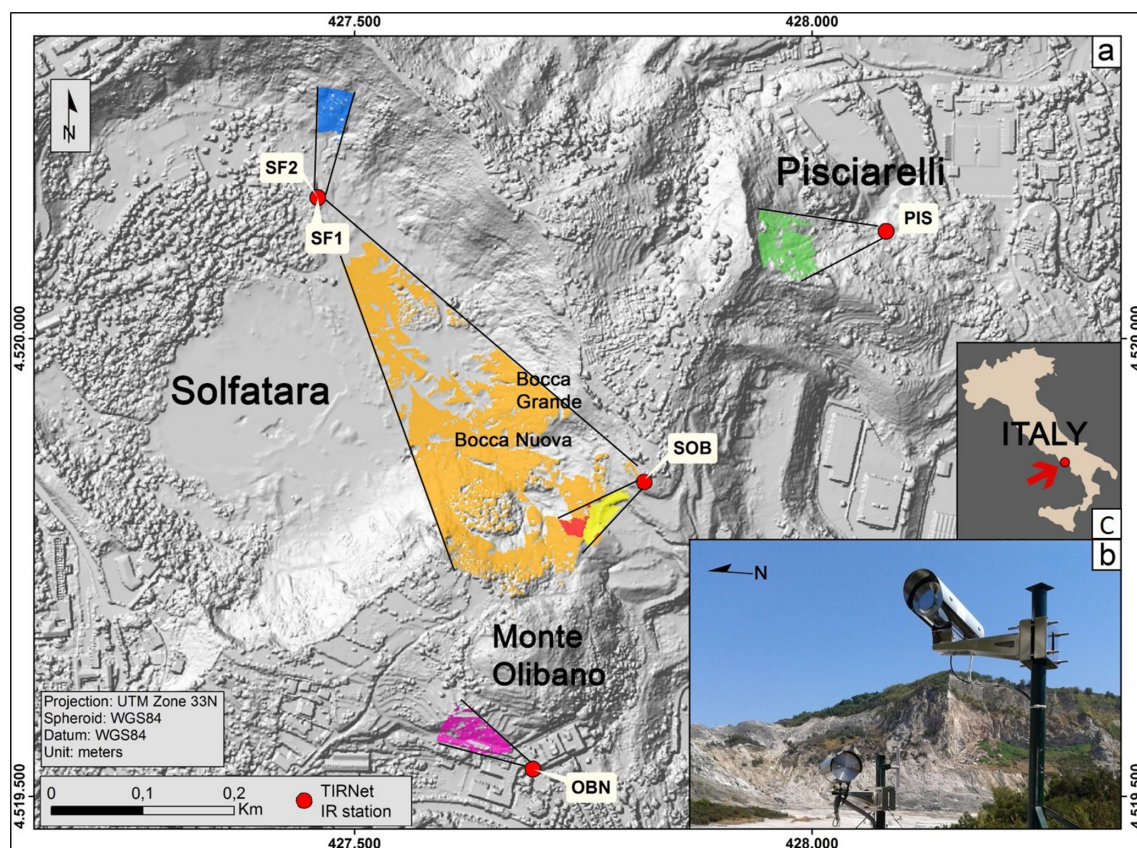 427.500
428.000
a
N
SF2
SF1
Pisciarelli
PIS
4.520.000
4.520.000
Solfatara
Bocca
Grande
Bocca Nuova
SOB
ITALY
c
b
N
Monte
Olibano
Projection: UTM Zone 33N
Spheroid: WGS84
Datum: WGS84
Unit: meters
0 0,1 0,2
Km
TIRNet
IR station
OBN
4.519.500
4.519.500
427.500
428.000